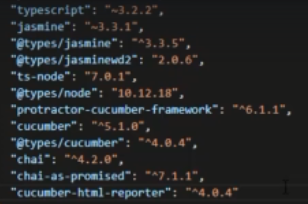 "typescript": "~3.2.2",
"jasmine": "~3.3.1",
"@types/jasmine": "^3.3.5",
"@types/jasminewd2": "2.0.6",
"ts-node": "7.0.1",
"@types/node": "10.12.18",
"protractor-cucumber-framework": "^6.1.1",
"cucumber": "^5.1.0",
"@types/cucumber": "^4.0.4",
"chai": "^4.2.0",
"chai-as-promised": "^7.1.1",
"cucumber-html-reporter": "^4.0.4"